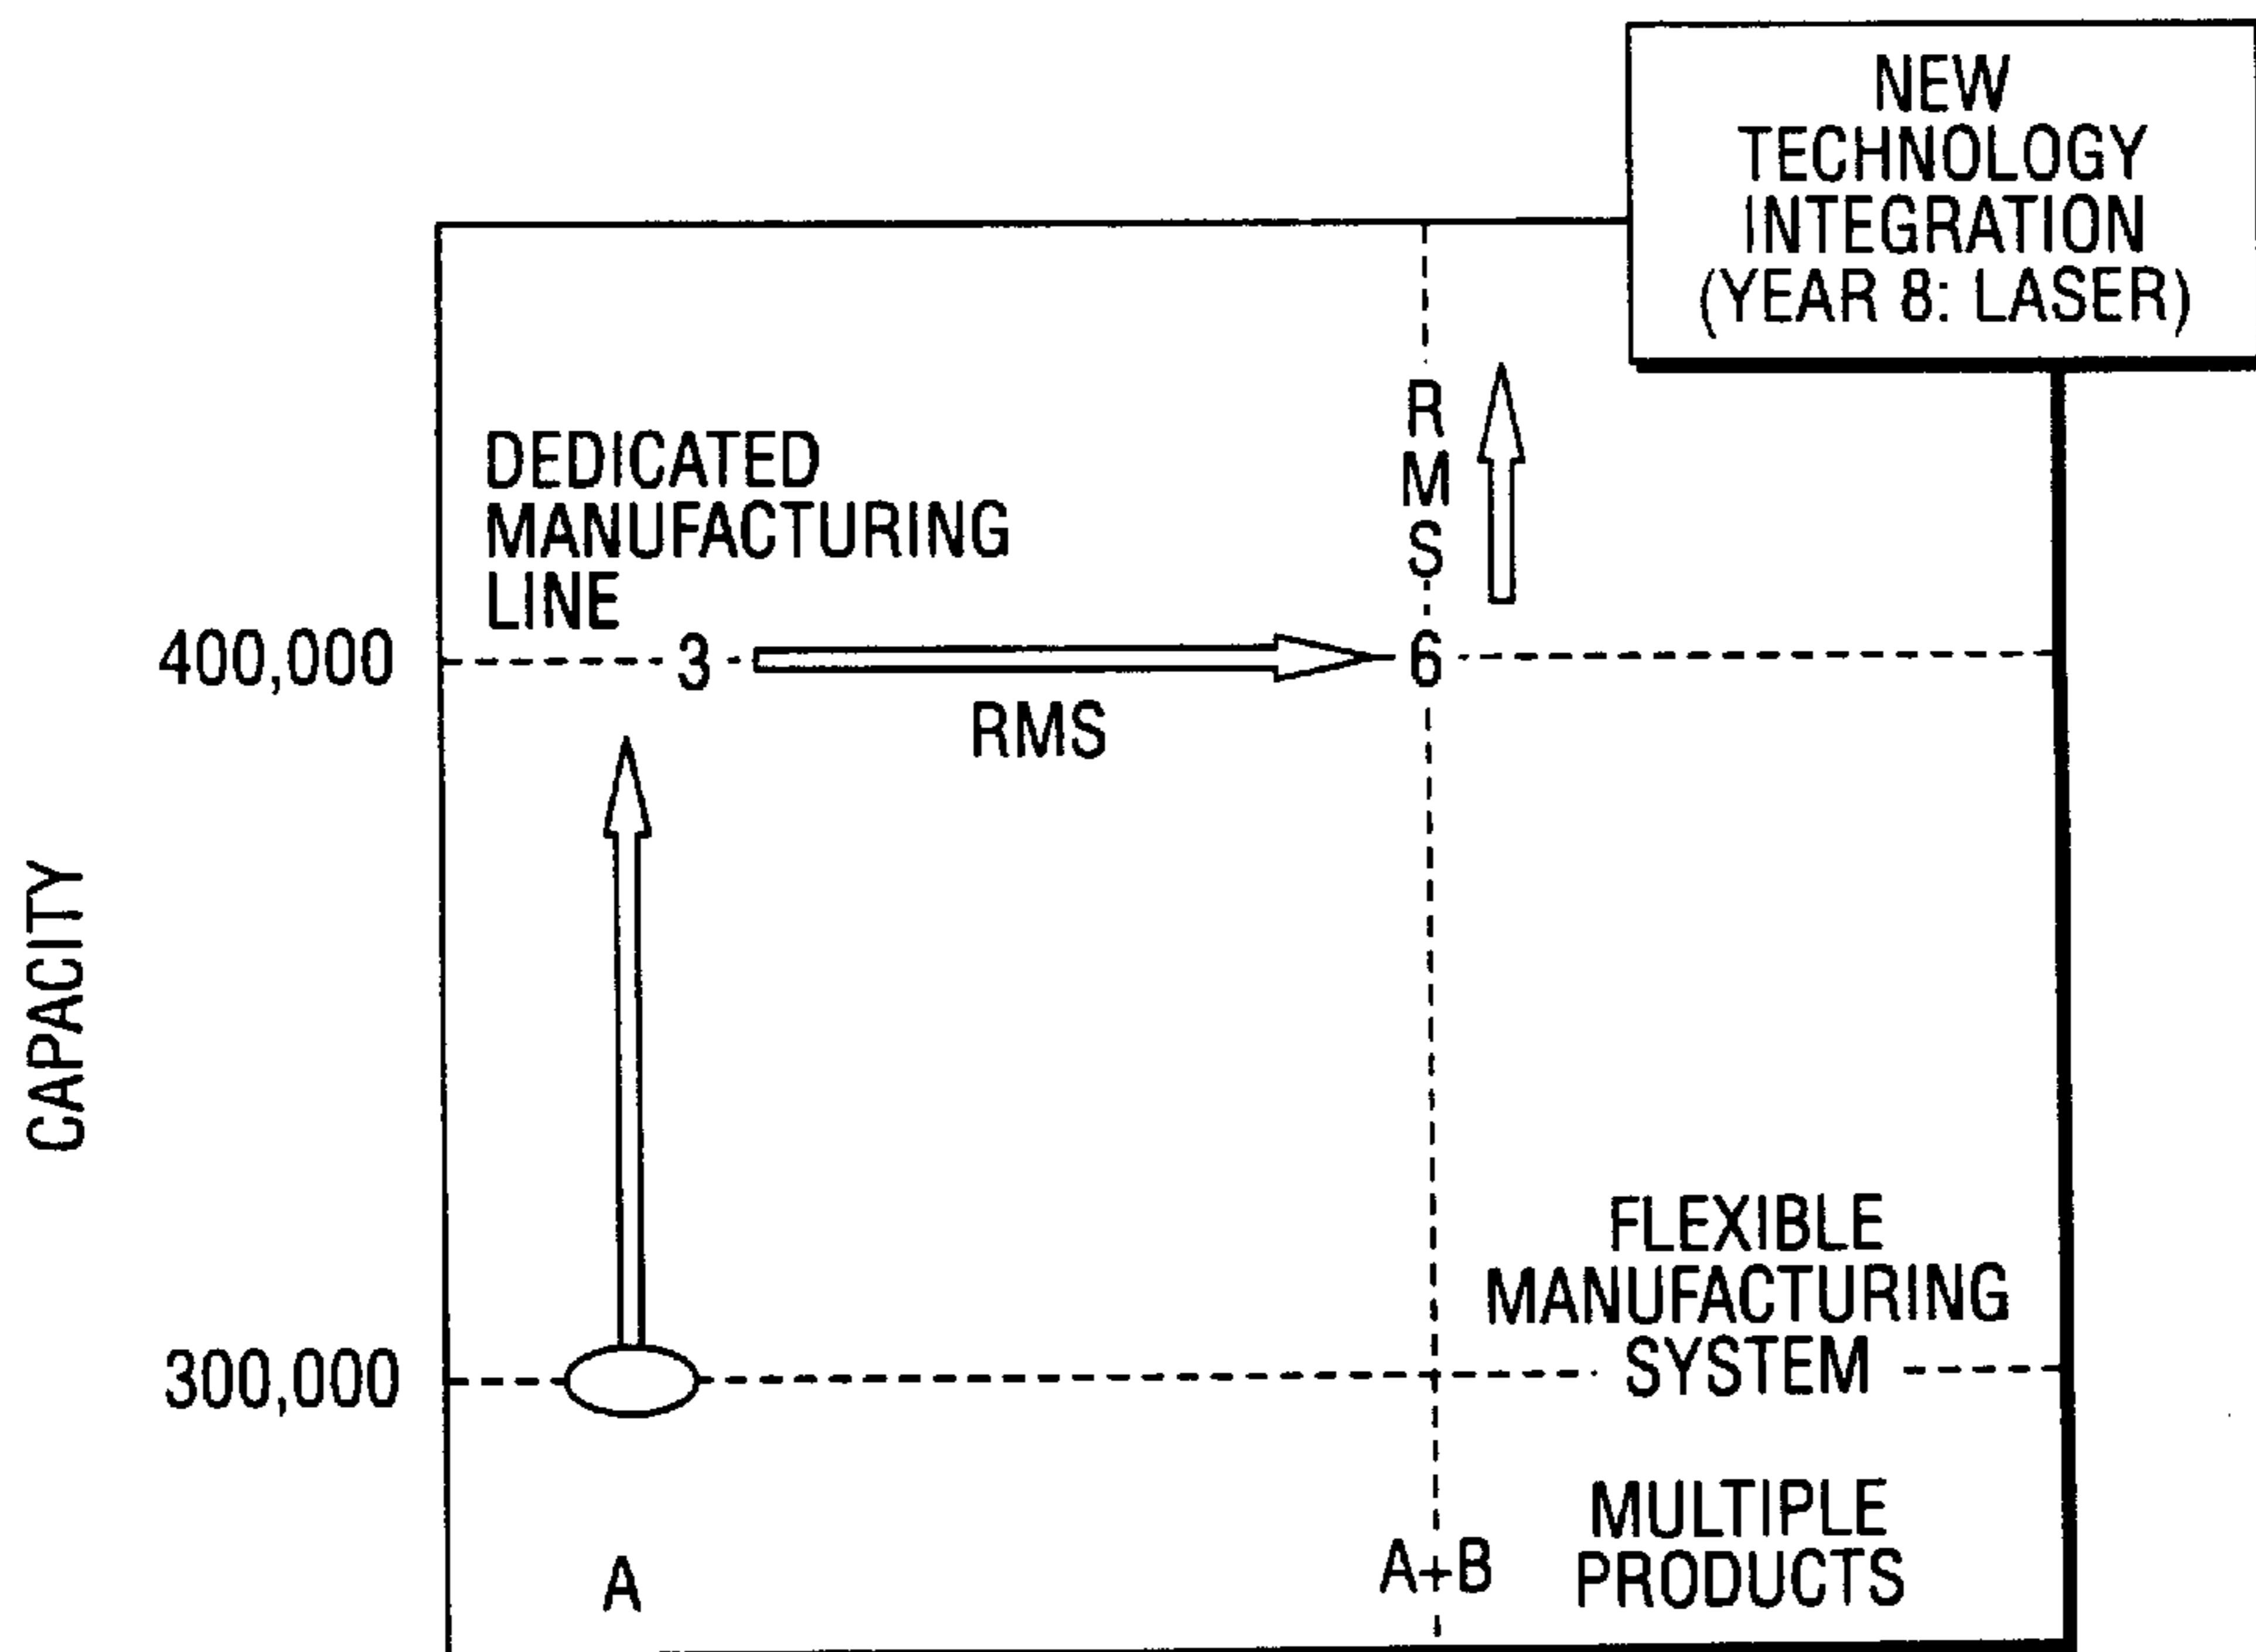 NEW
TECHNOLOGY
INTEGRATION
(YEAR 8: LASER)
DEDICATED
MANUFACTURING
LINE
R
M
S
400,000
3
6
RMS
CAPACITY
FLEXIBLE
MANUFACTURING
SYSTEM
300,000
MULTIPLE
PRODUCTS
A
A+B